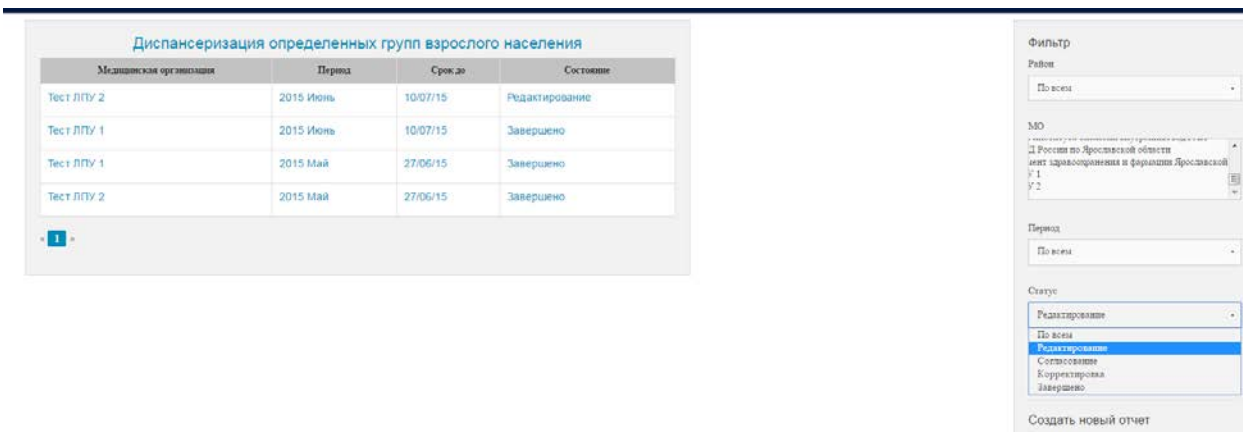 Диспансеризация определенных групп взрослого населения
Медицинская организация Период Срок до Состояние
Тест ЛПУ 2 2015 Июнь 10/07/15 Редактирование
Тест ЛПУ 1 2015 Июнь 10/07/15 Завершено
Тест ЛПУ 1 2015 Май 27/06/15 Завершено
Тест ЛПУ 2 2015 Май 27/06/15 Завершено
« 1 »
Фильтр
Район
По всем
МО
Д России по Ярославской области
мент здравоохранения и фармации Ярославской
У 1
У 2
Период
По всем
Статус
Редактирование
По всем
Редактирование
Согласование
Корректировка
Завершено
Создать новый отчет